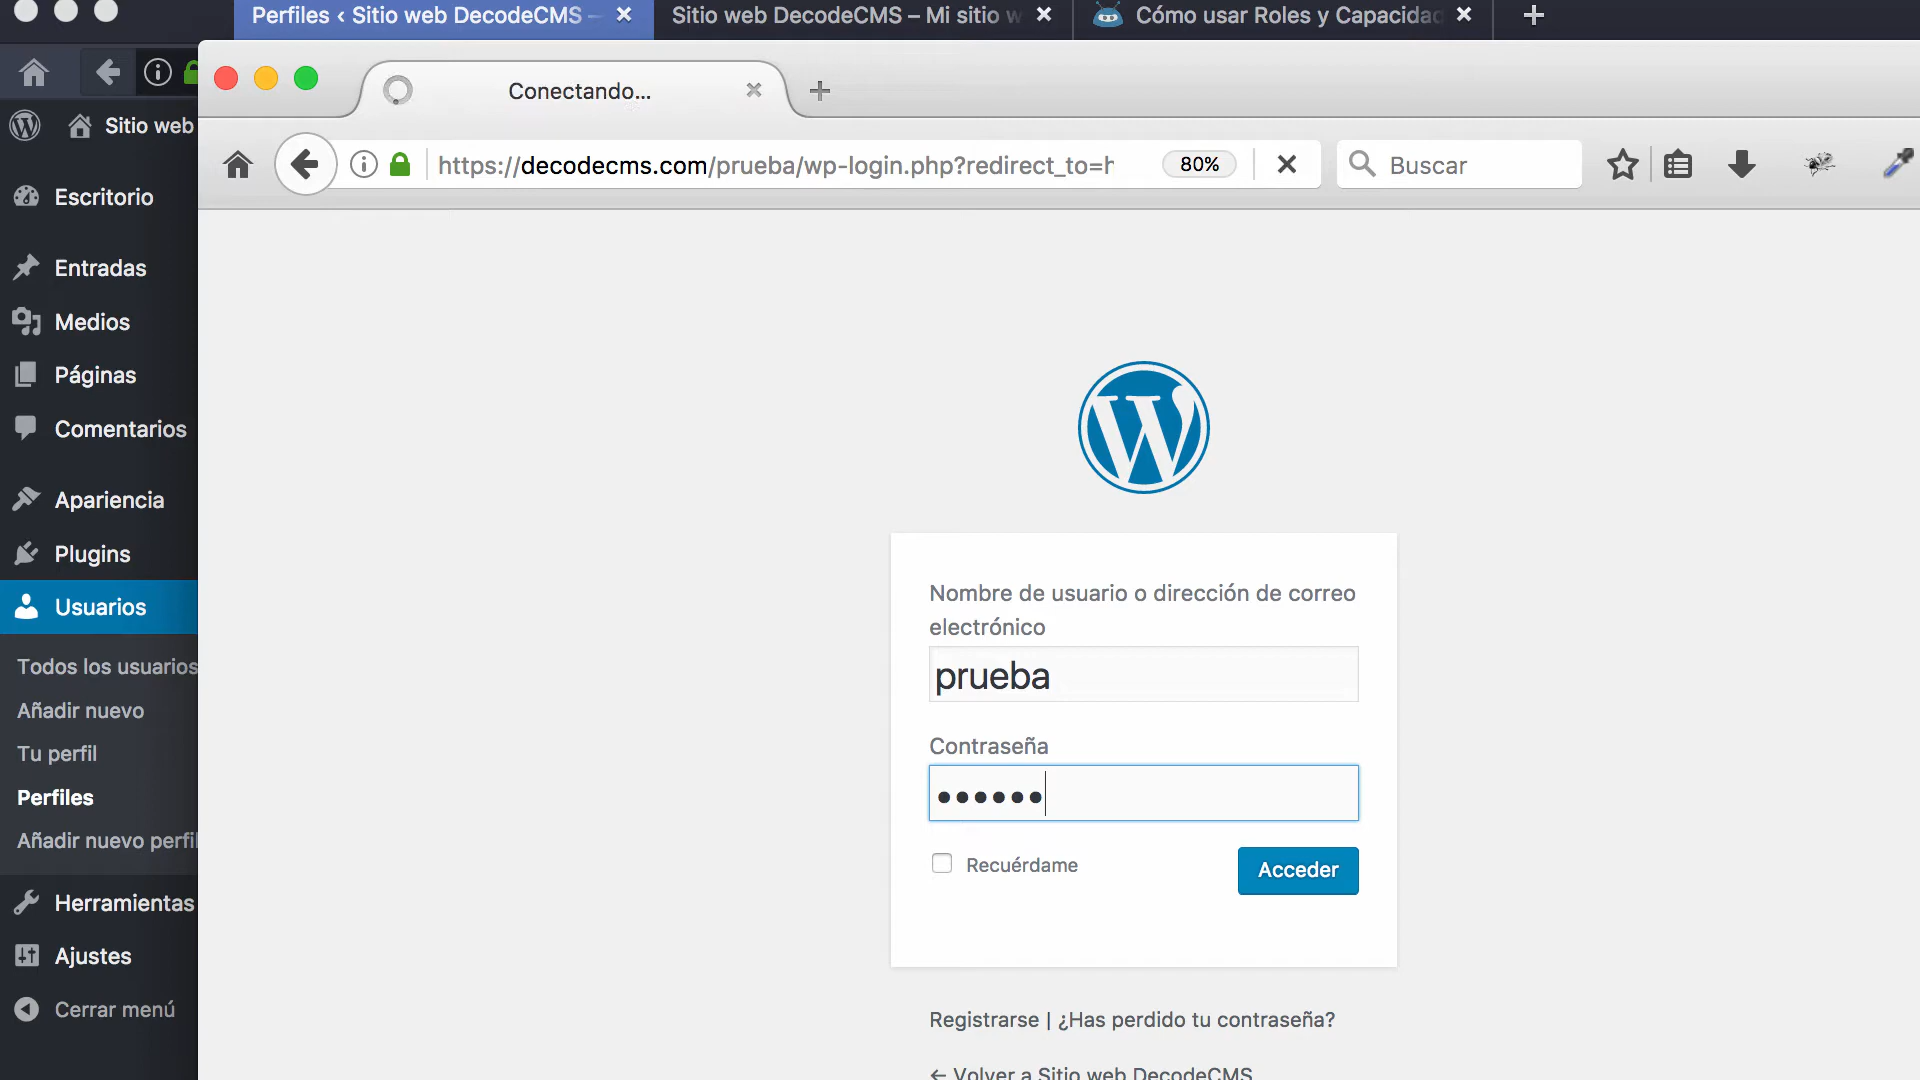 Perfiles ‹ Sitio web DecodeCMS –
Sitio web DecodeCMS – Mi sitio w
Cómo usar Roles y Capacidad
Conectando...
https://decodecms.com/prueba/wp-login.php?redirect_to=h
80%
Buscar
Sitio web
Escritorio
Entradas
Medios
Páginas
Comentarios
Apariencia
Plugins
Usuarios
Todos los usuarios
Añadir nuevo
Tu perfil
Perfiles
Añadir nuevo perfil
Herramientas
Ajustes
Cerrar menú
Nombre de usuario o dirección de correo
electrónico
prueba
Contraseña
Recuérdame
Acceder
Registrarse | ¿Has perdido tu contraseña?
← Volver a Sitio web DecodeCMS